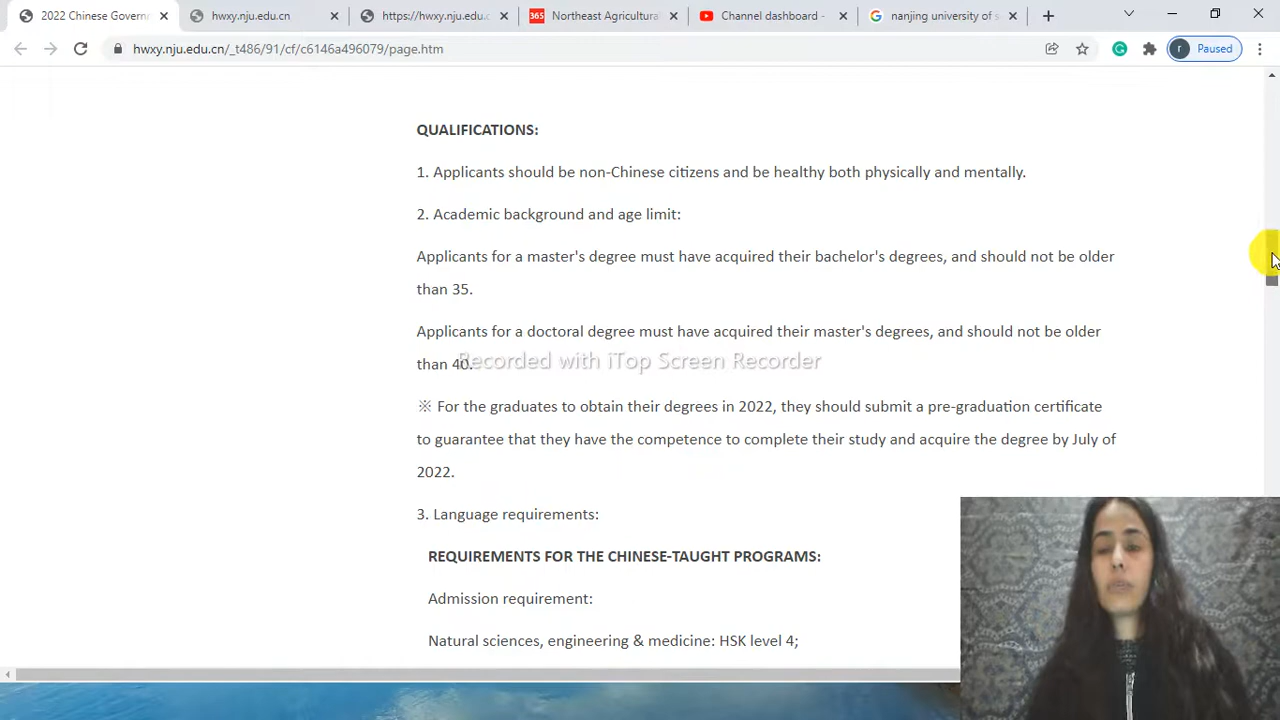 2022 Chinese Governr
hwxy.nju.edu.cn
https://hwxy.nju.edu.c
365 Northeast Agricultura
Channel dashboard -
nanjing university of s
hwxy.nju.edu.cn/_t486/91/cf/c6146a496079/page.htm
r Paused
QUALIFICATIONS:
1. Applicants should be non-Chinese citizens and be healthy both physically and mentally.
2. Academic background and age limit:
Applicants for a master's degree must have acquired their bachelor's degrees, and should not be older
than 35.
Applicants for a doctoral degree must have acquired their master's degrees, and should not be older
than 40.
Recorded with iTop Screen Recorder
※ For the graduates to obtain their degrees in 2022, they should submit a pre-graduation certificate
to guarantee that they have the competence to complete their study and acquire the degree by July of
2022.
3. Language requirements:
REQUIREMENTS FOR THE CHINESE-TAUGHT PROGRAMS:
Admission requirement:
Natural sciences, engineering & medicine: HSK level 4;